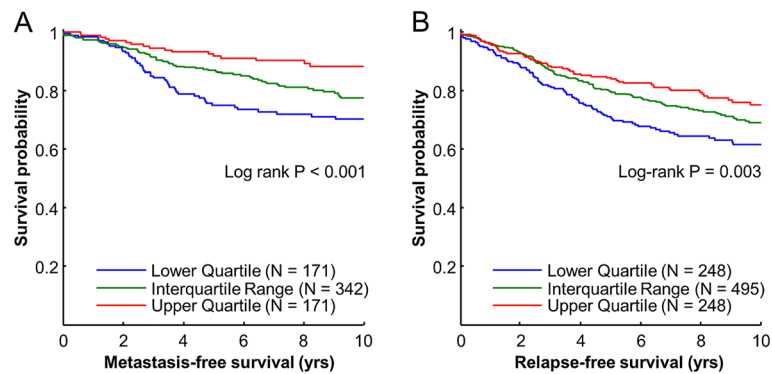 A
1
0.8
0.6
0.4
0.2
Survival probability
Log rank P < 0.001
Lower Quartile (N = 171)
Interquartile Range (N = 342)
Upper Quartile (N = 171)
0 2 4 6 8 10
Metastasis-free survival (yrs)
B
1
0.8
0.6
0.4
0.2
Survival probability
Log-rank P = 0.003
Lower Quartile (N = 248)
Interquartile Range (N = 495)
Upper Quartile (N = 248)
0 2 4 6 8 10
Relapse-free survival (yrs)